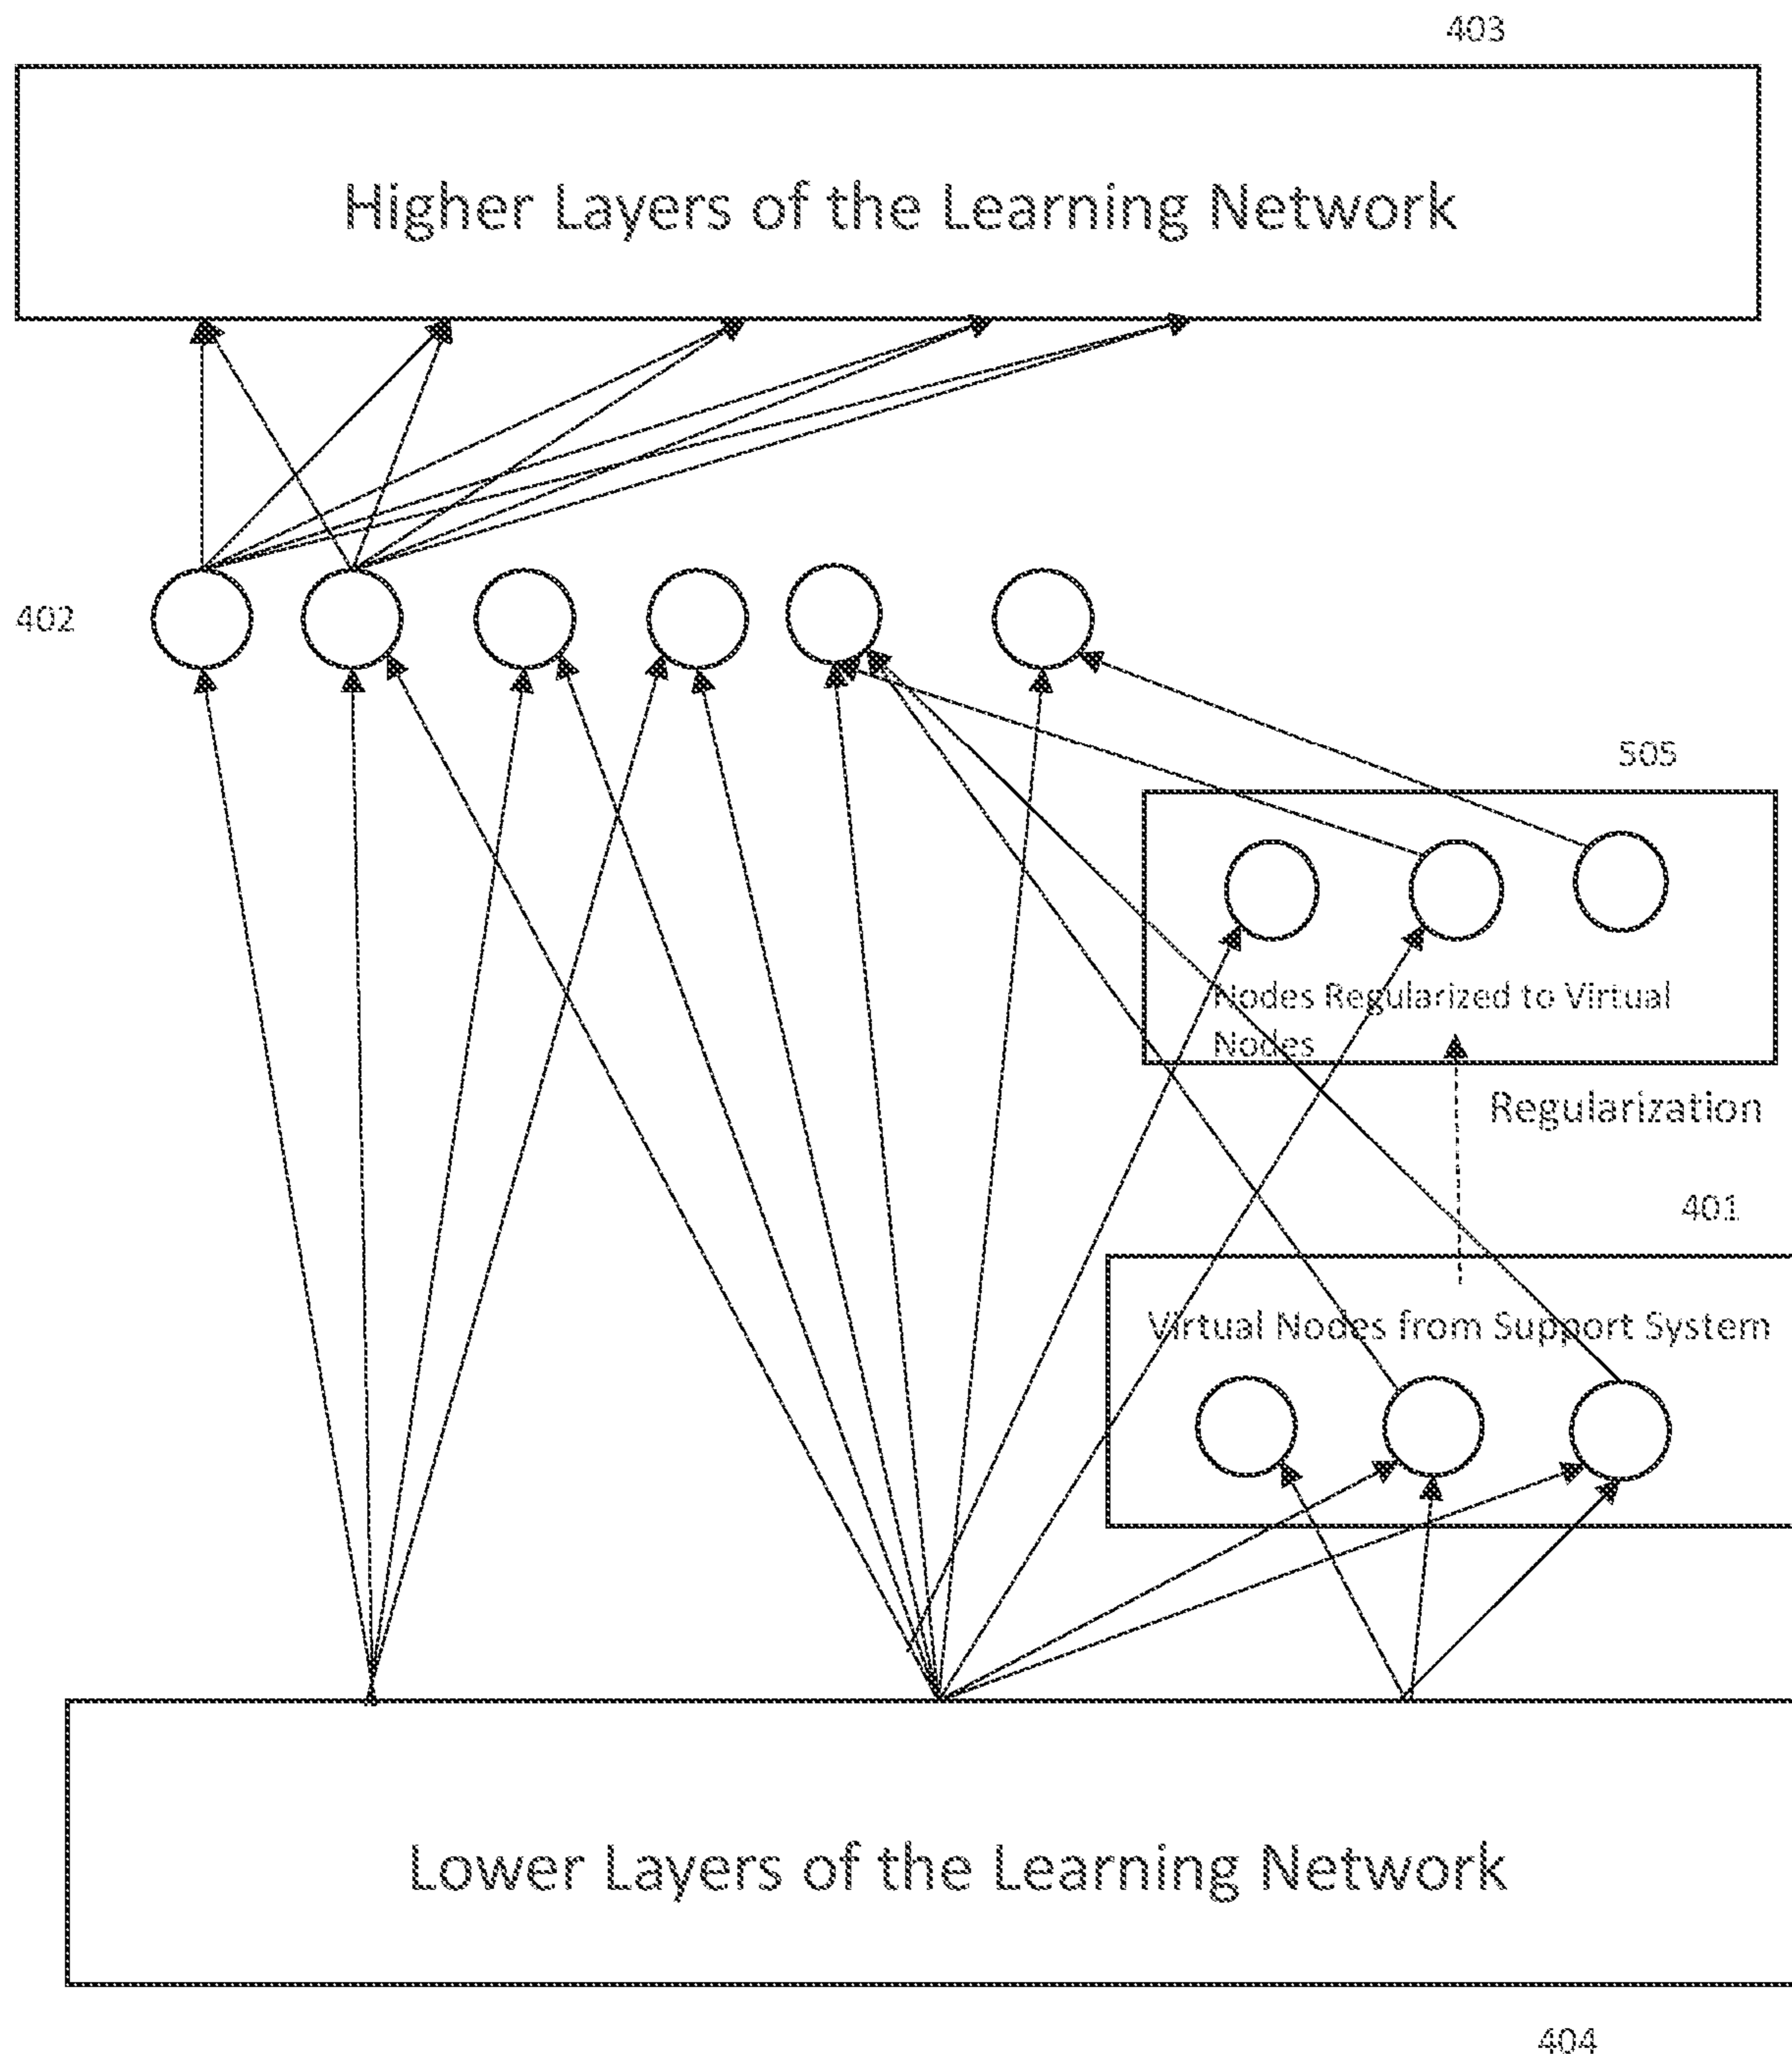 403
Higher Layers of the Learning Network
402
505
Nodes Regularized to Virtual
Nodes
Regularization
401
Virtual Nodes from Support System
Lower Layers of the Learning Network
404